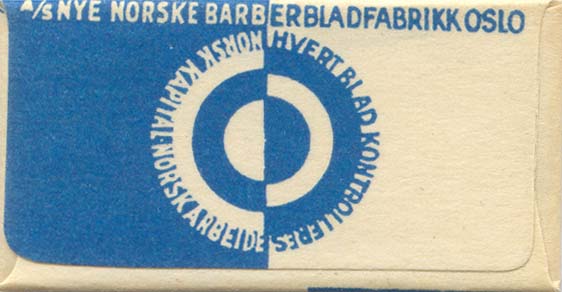 A/S NYE NORSKE BARBERBLADFABRIKK OSLO
HVERT BLAD KONTROLLERES
NORSK KAPITAL·NORSK ARBEIDE